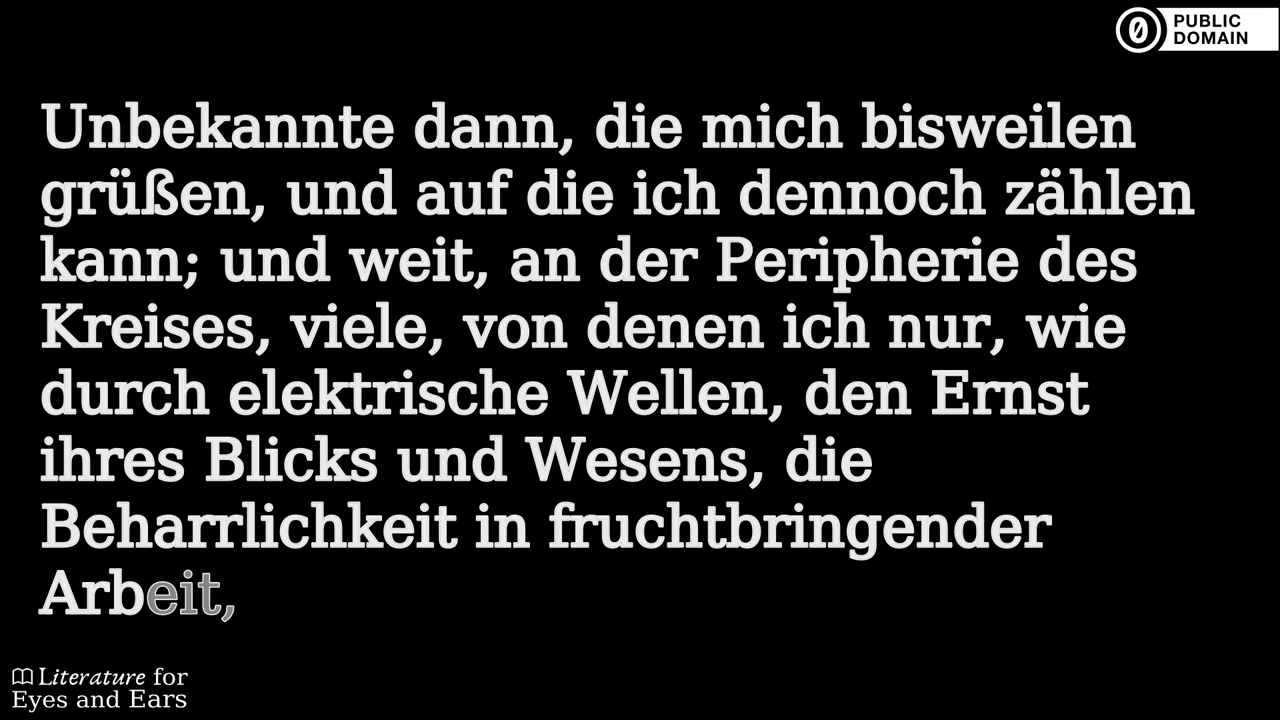 PUBLIC
DOMAIN
Unbekannte dann, die mich bisweilen
grüßen, und auf die ich dennoch zählen
kann; und weit, an der Peripherie des
Kreises, viele, von denen ich nur, wie
durch elektrische Wellen, den Ernst
ihres Blicks und Wesens, die
Beharrlichkeit in fruchtbringender
Arbeit,
Literature for
Eyes and Ears